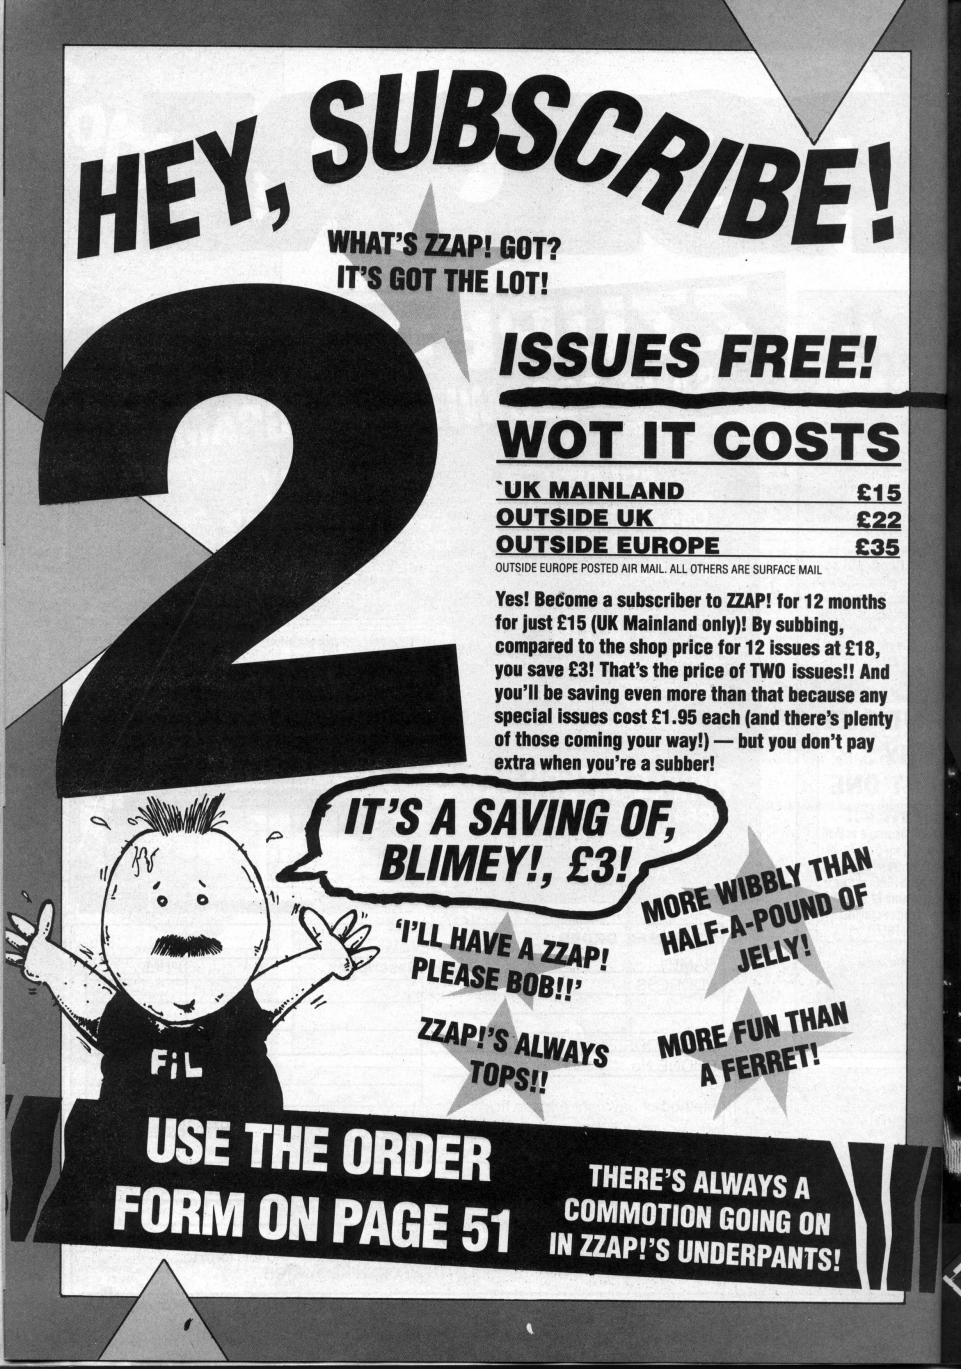 HEY, SUBSCRIBE!
WHAT'S ZZAP! GOT?
IT'S GOT THE LOT!
2
ISSUES FREE!
WOT IT COSTS
`UK MAINLAND £15
OUTSIDE UK £22
OUTSIDE EUROPE £35
OUTSIDE EUROPE POSTED AIR MAIL. ALL OTHERS ARE SURFACE MAIL
Yes! Become a subscriber to ZZAP! for 12 months
for just £15 (UK Mainland only)! By subbing,
compared to the shop price for 12 issues at £18,
you save £3! That's the price of TWO issues!! And
you'll be saving even more than that because any
special issues cost £1.95 each (and there's plenty
of those coming your way!) — but you don't pay
extra when you're a subber!
IT'S A SAVING OF,
BLIMEY!, £3!
MORE WIBBLY THAN
HALF-A-POUND OF
JELLY!
'I'LL HAVE A ZZAP!
PLEASE BOB!!'
ZZAP!'S ALWAYS
TOPS!!
MORE FUN THAN
A FERRET!
FiL
USE THE ORDER
FORM ON PAGE 51
THERE'S ALWAYS A
COMMOTION GOING ON
IN ZZAP!'S UNDERPANTS!